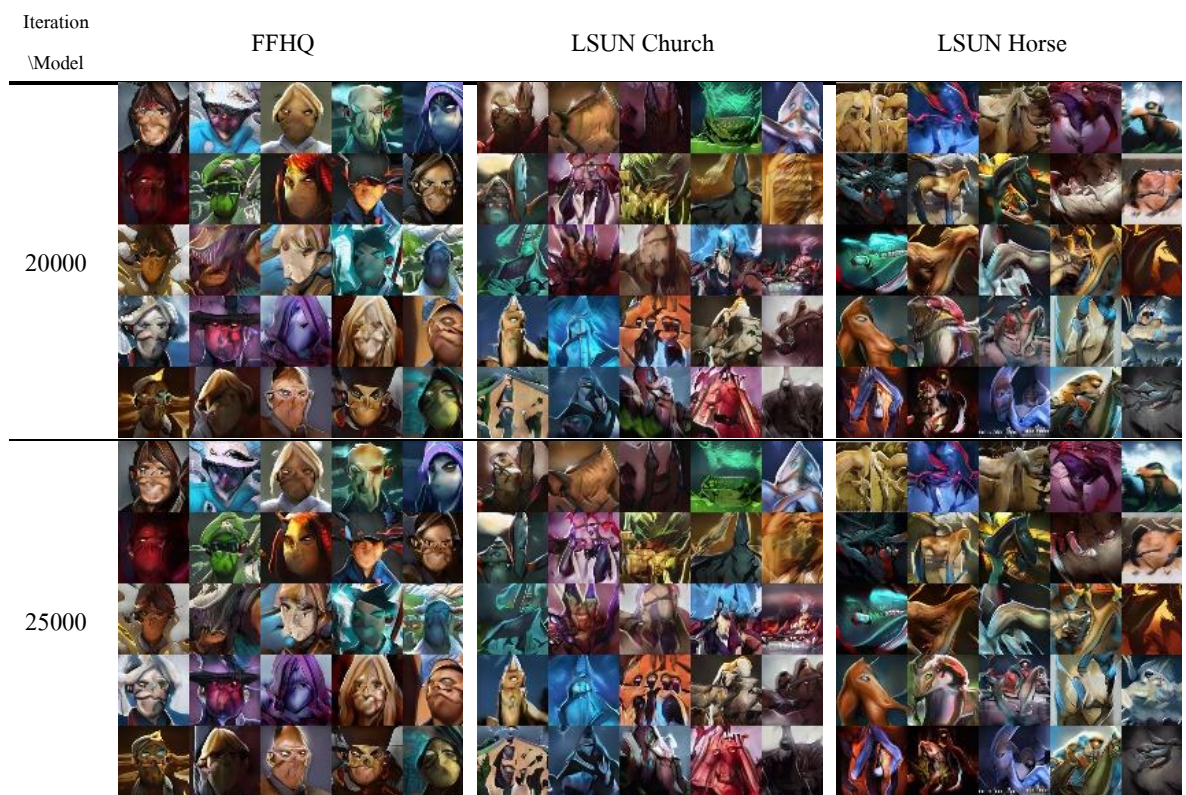 Iteration
\Model
FFHQ
LSUN Church
LSUN Horse
20000
25000